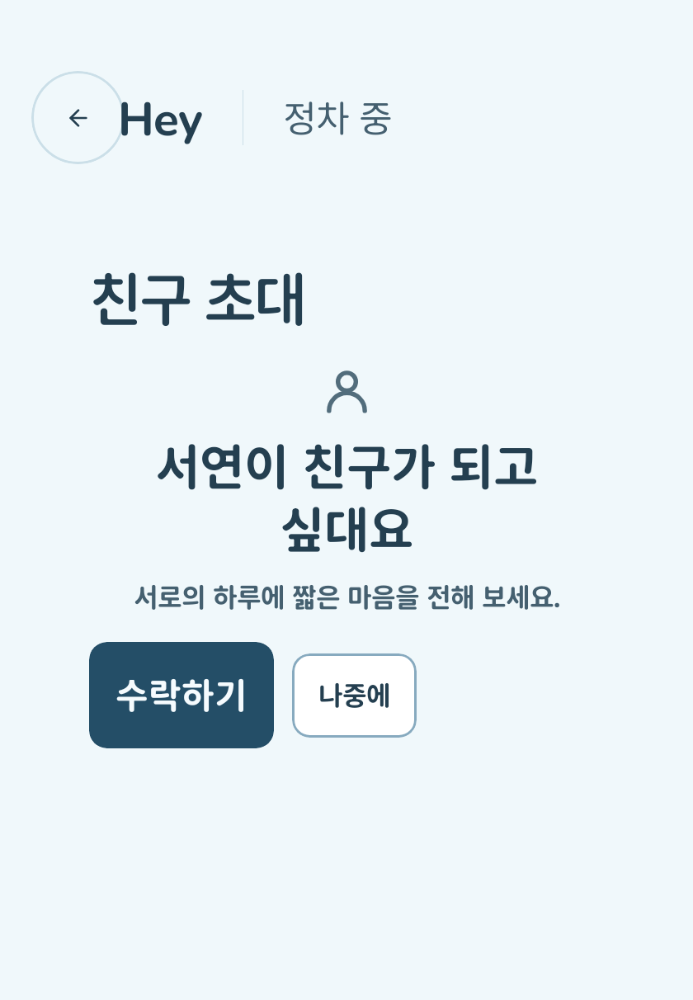 Hey 정차 중
친구 초대
서연이 친구가 되고
싶대요
서로의 하루에 짧은 마음을 전해 보세요.
수락하기 나중에